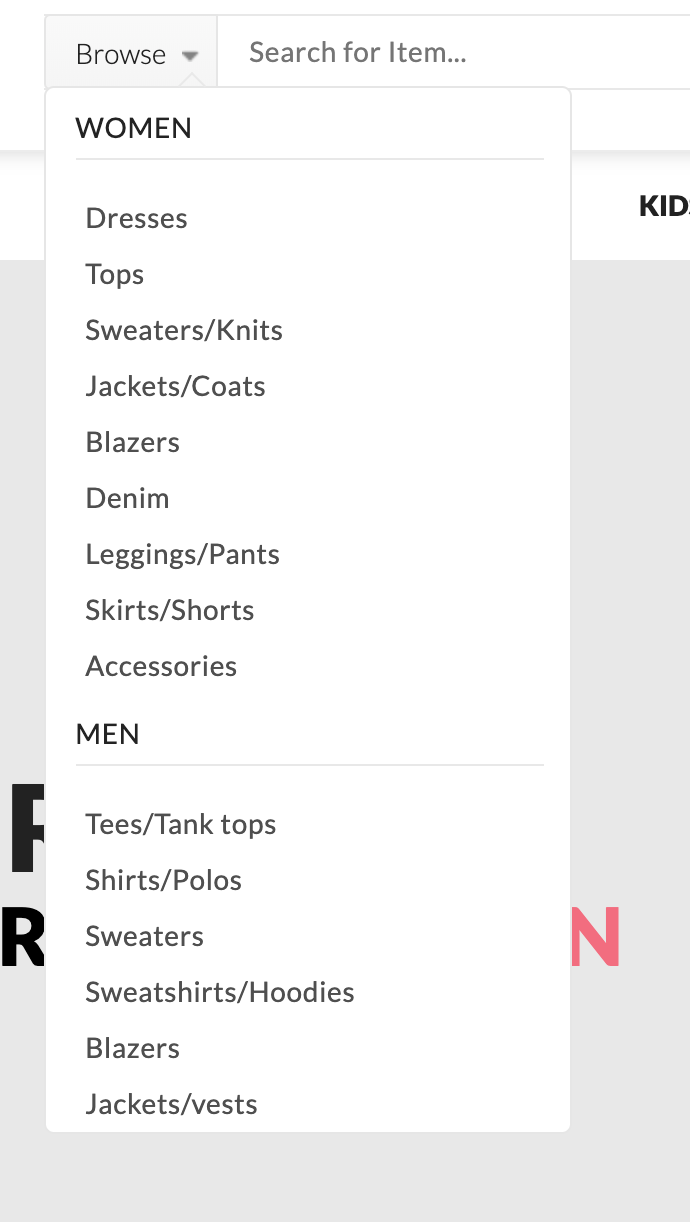 Browse
Search for Item...
WOMEN
Dresses
Tops
Sweaters/Knits
Jackets/Coats
Blazers
Denim
Leggings/Pants
Skirts/Shorts
Accessories
MEN
Tees/Tank tops
Shirts/Polos
Sweaters
Sweatshirts/Hoodies
Blazers
Jackets/vests